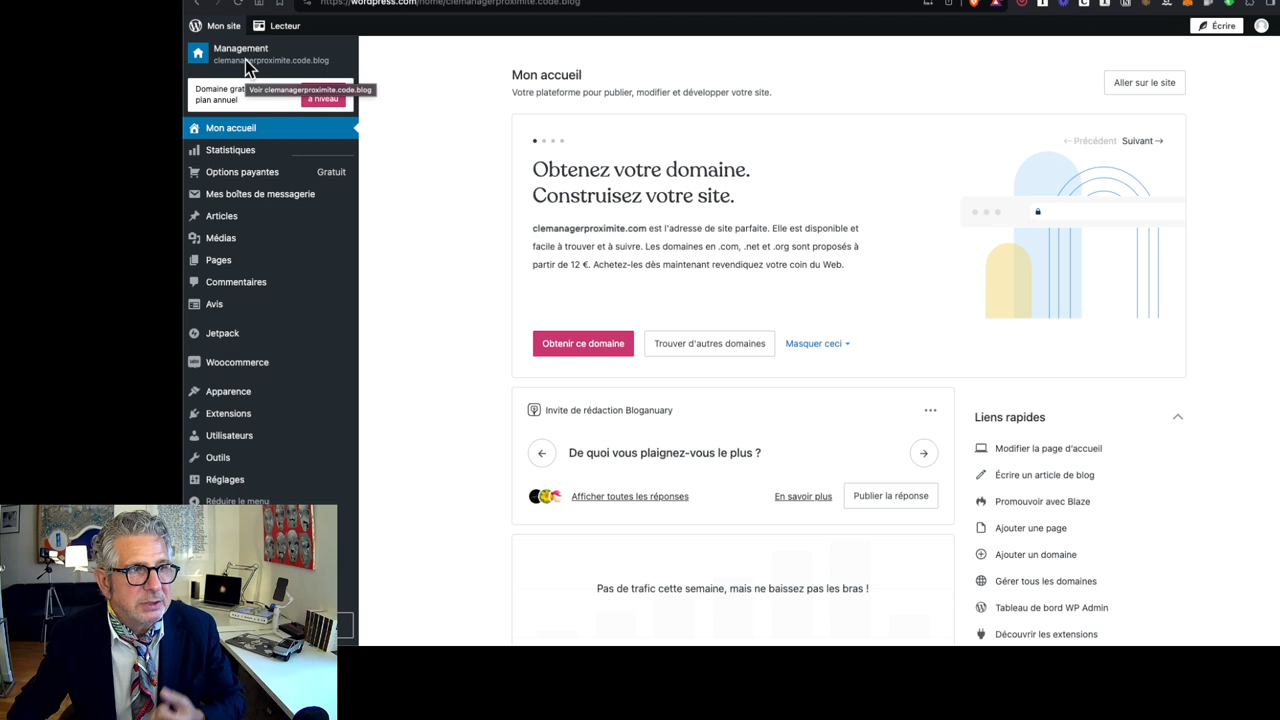 https://wordpress.com/home/clemanagerproximite.code.blog
Mon site
Lecteur
Écrire
Management
clemanagerproximite.code.blog
Domaine grat
plan annuel
à niveau
Voir clemanagerproximite.code.blog
Mon accueil
Statistiques
Options payantes
Gratuit
Mes boîtes de messagerie
Articles
Médias
Pages
Commentaires
Avis
Jetpack
Woocommerce
Apparence
Extensions
Utilisateurs
Outils
Réglages
Réduire le menu
Mon accueil
Votre plateforme pour publier, modifier et développer votre site.
Aller sur le site
← Précédent Suivant →
Obtenez votre domaine.
Construisez votre site.
clemanagerproximite.com est l'adresse de site parfaite. Elle est disponible et
facile à trouver et à suivre. Les domaines en .com, .net et .org sont proposés à
partir de 12 €. Achetez-les dès maintenant revendiquez votre coin du Web.
Obtenir ce domaine
Trouver d'autres domaines
Masquer ceci
Invite de rédaction Bloganuary
De quoi vous plaignez-vous le plus ?
Afficher toutes les réponses
En savoir plus
Publier la réponse
Pas de trafic cette semaine, mais ne baissez pas les bras !
Liens rapides
Modifier la page d'accueil
Écrire un article de blog
Promouvoir avec Blaze
Ajouter une page
Ajouter un domaine
Gérer tous les domaines
Tableau de bord WP Admin
Découvrir les extensions